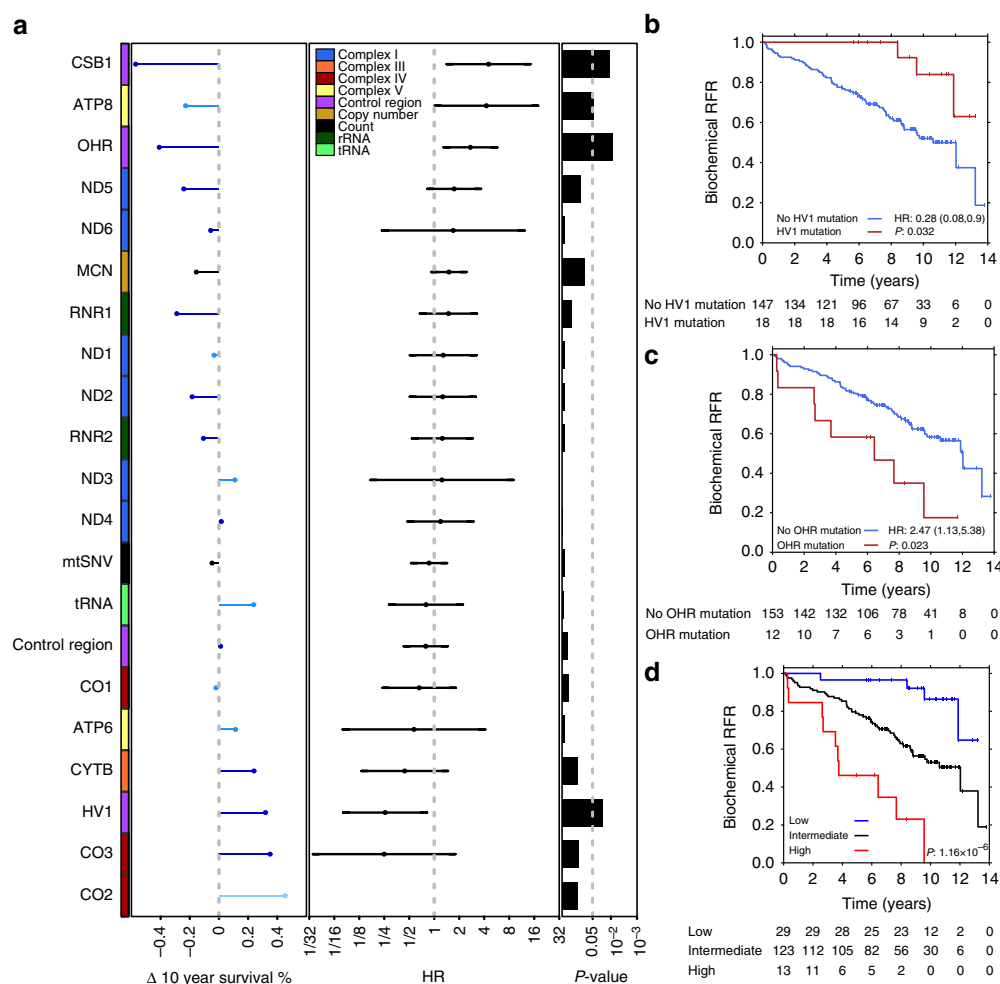 a
CSB1
ATP8
OHR
ND5
ND6
MCN
RNR1
ND1
ND2
RNR2
ND3
ND4
mtSNV
tRNA
Control region
CO1
ATP6
CYTB
HV1
CO3
CO2
Complex I
Complex III
Complex IV
Complex V
Control region
Copy number
Count
rRNA
tRNA
−0.4
−0.2
0
0.2
0.4
Δ 10 year survival %
1/32
1/16
1/8
1/4
1/2
1
2
4
8
16
32
HR
0.05
10−2
10−3
P-value
b
1.0
0.8
0.6
0.4
0.2
0.0
Biochemical RFR
No HV1 mutation HR: 0.28 (0.08,0.9)
HV1 mutation P: 0.032
0 2 4 6 8 10 12 14
Time (years)
No HV1 mutation 147 134 121 96 67 33 6 0
HV1 mutation 18 18 18 16 14 9 2 0
c
1.0
0.8
0.6
0.4
0.2
0.0
Biochemical RFR
No OHR mutation HR: 2.47 (1.13,5.38)
OHR mutation P: 0.023
0 2 4 6 8 10 12 14
Time (years)
No OHR mutation 153 142 132 106 78 41 8 0
OHR mutation 12 10 7 6 3 1 0 0
d
1.0
0.8
0.6
0.4
0.2
0.0
Biochemical RFR
Low
Intermediate
High P: 1.16×10−6
0 2 4 6 8 10 12 14
Time (years)
Low 29 29 28 25 23 12 2 0
Intermediate 123 112 105 82 56 30 6 0
High 13 11 6 5 2 0 0 0